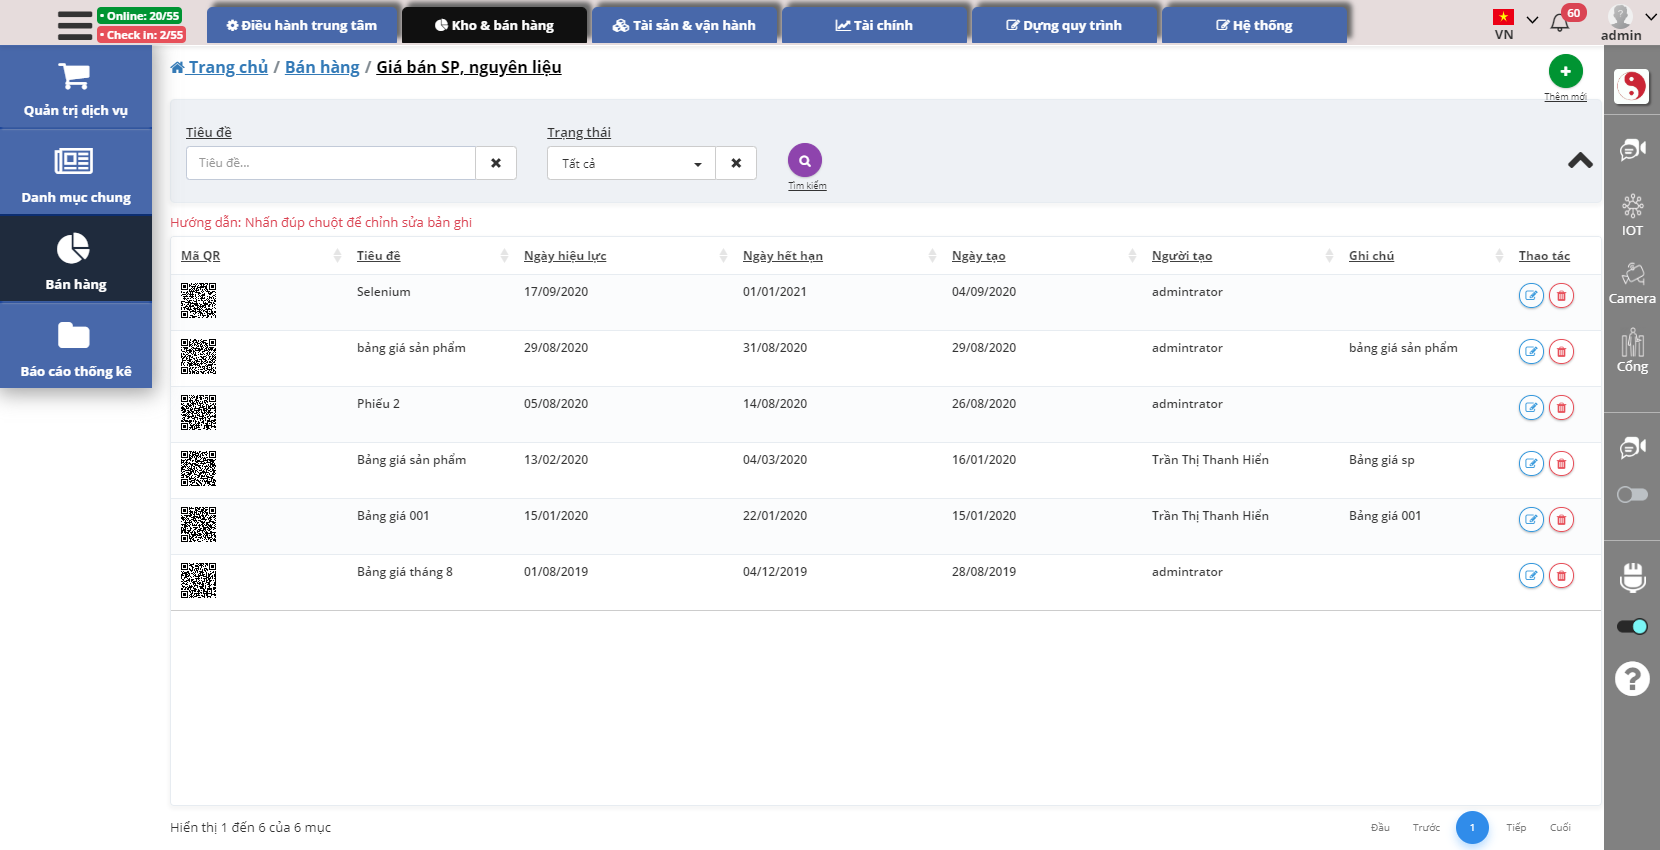 • Online: 20/55
• Check In: 2/55
Điều hành trung tâm
Kho & bán hàng
Tài sản & vận hành
Tài chính
Dựng quy trình
Hệ thống
VN
60
admin
Quản trị dịch vụ
Danh mục chung
Bán hàng
Báo cáo thống kê
Trang chủ / Bán hàng / Giá bán SP, nguyên liệu
Thêm mới
Tiêu đề
Tiêu đề...
Trạng thái
Tất cả
Tìm kiếm
Hướng dẫn: Nhấn đúp chuột để chỉnh sửa bản ghi
Mã QR Tiêu đề Ngày hiệu lực Ngày hết hạn Ngày tạo Người tạo Ghi chú Thao tác
Selenium 17/09/2020 01/01/2021 04/09/2020 admintrator
bảng giá sản phẩm 29/08/2020 31/08/2020 29/08/2020 admintrator bảng giá sản phẩm
Phiếu 2 05/08/2020 14/08/2020 26/08/2020 admintrator
Bảng giá sản phẩm 13/02/2020 04/03/2020 16/01/2020 Trần Thị Thanh Hiển Bảng giá sp
Bảng giá 001 15/01/2020 22/01/2020 15/01/2020 Trần Thị Thanh Hiển Bảng giá 001
Bảng giá tháng 8 01/08/2019 04/12/2019 28/08/2019 admintrator
Hiển thị 1 đến 6 của 6 mục
Đầu Trước 1 Tiếp Cuối
IOT
Camera
Cổng